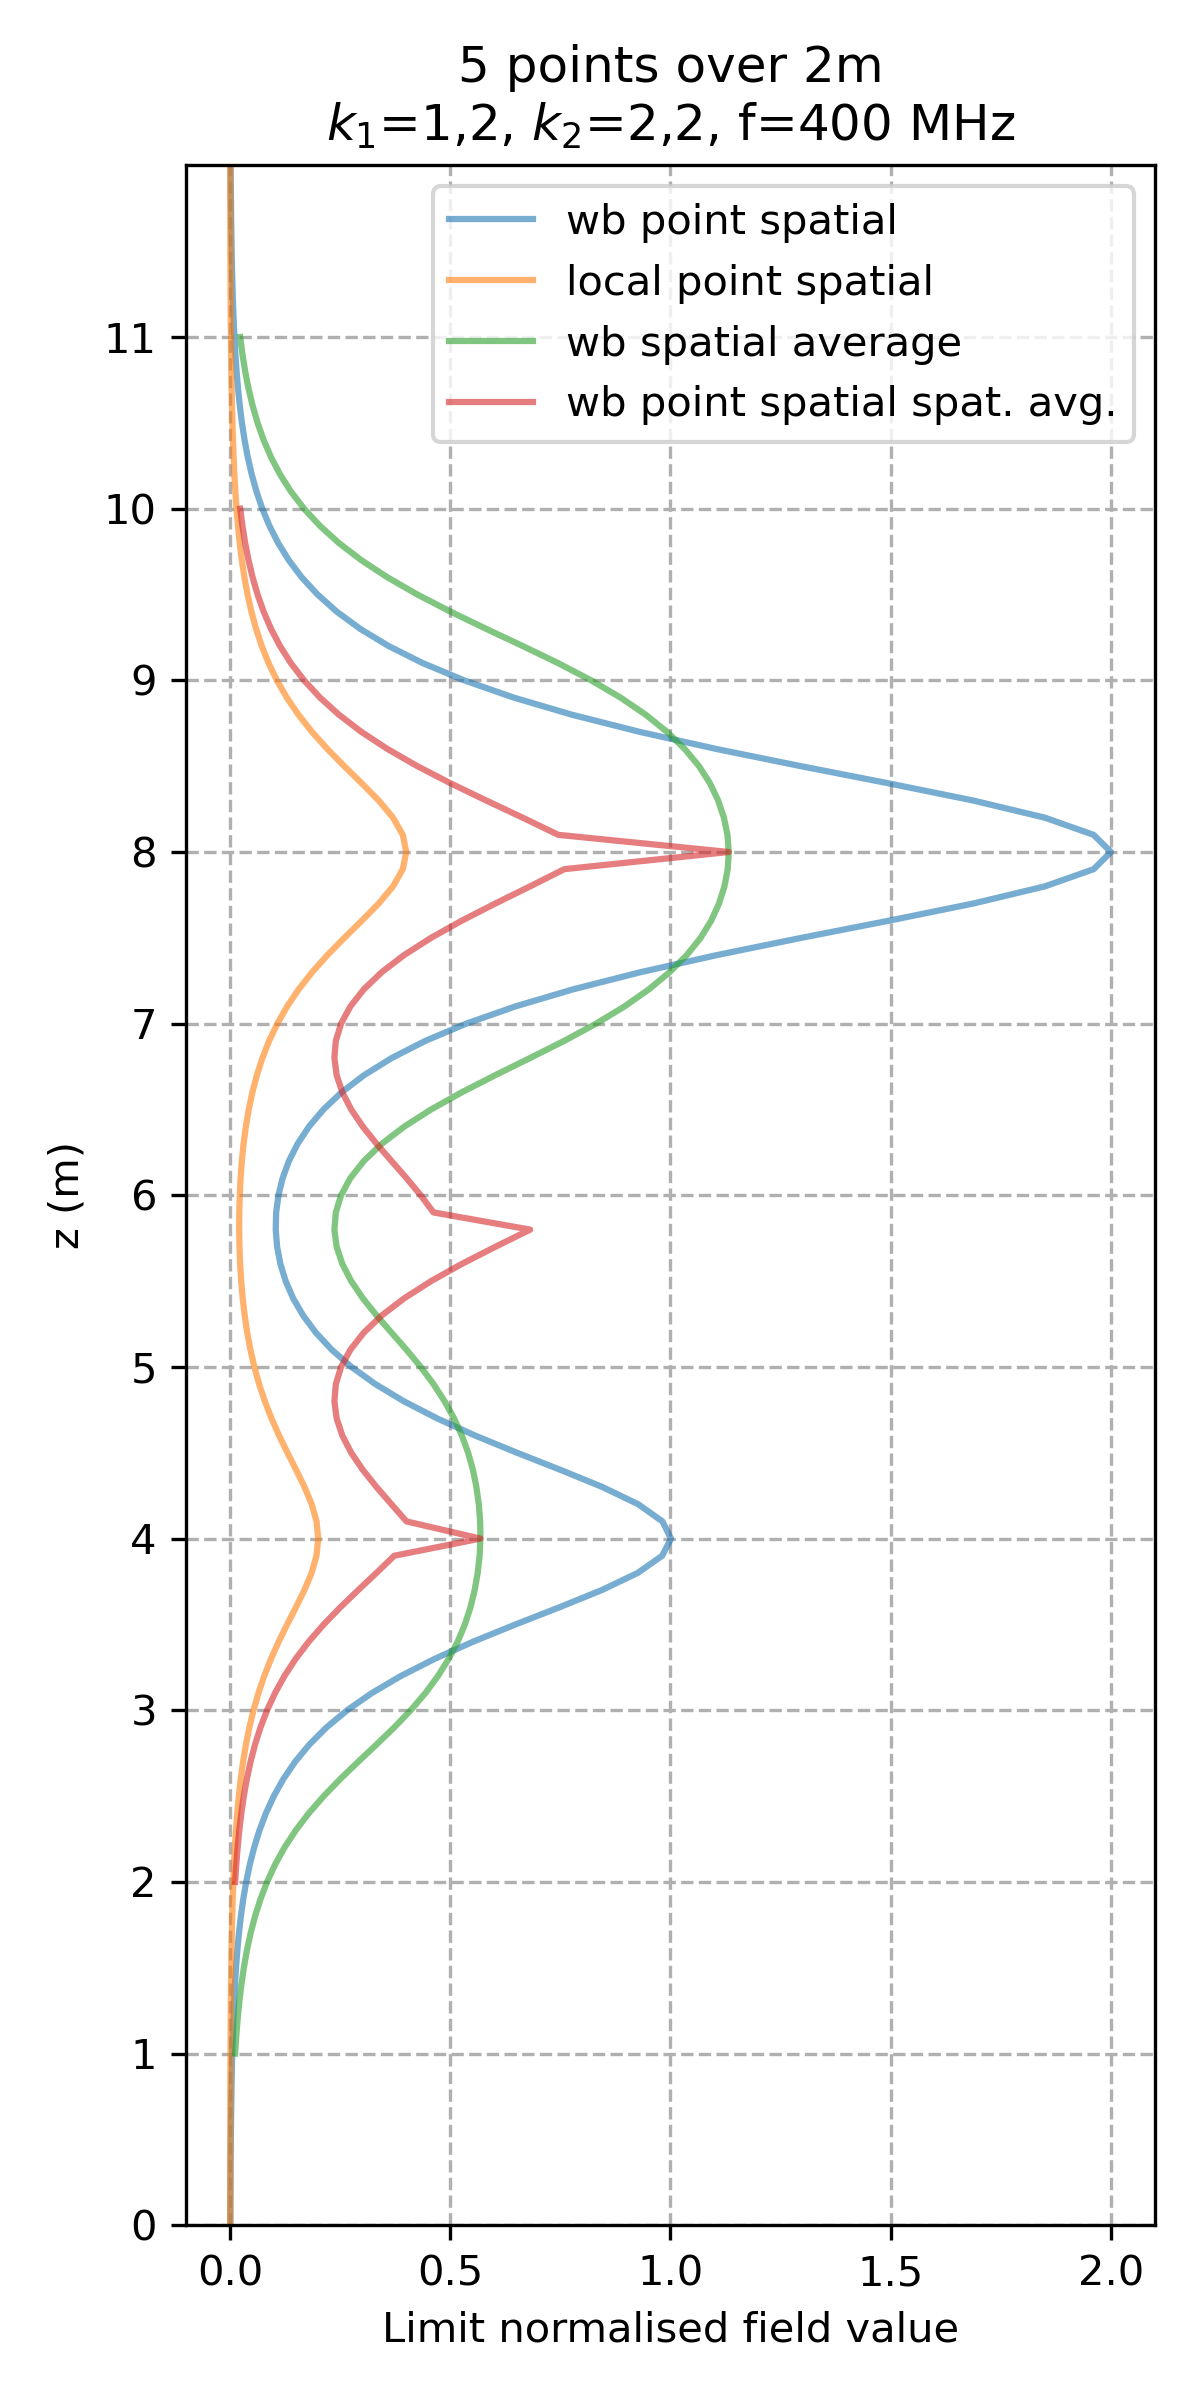 5 points over 2m
k₁=1,2, k₂=2,2, f=400 MHz
wb point spatial
local point spatial
wb spatial average
wb point spatial spat. avg.
11
10
9
8
7
6
5
4
3
2
1
0
z (m)
0.0 0.5 1.0 1.5 2.0
Limit normalised field value